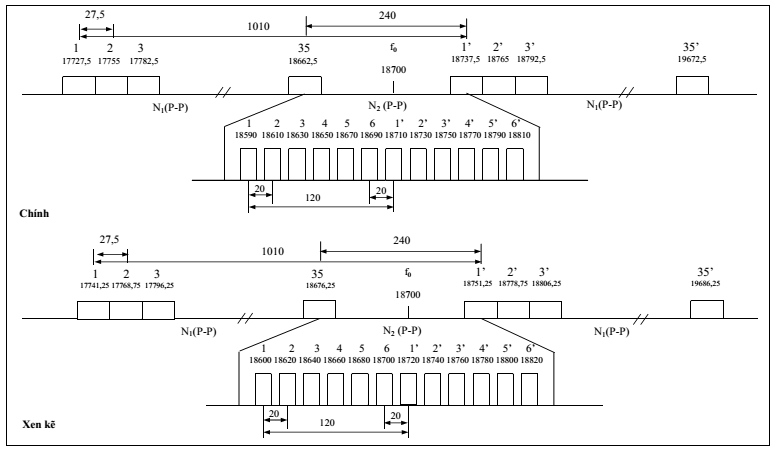 27,5
240
1010
1 2 3 35 f₀ 1’ 2’ 3’ 35’
17727,5 17755 17782,5 18662,5 18737,5 18765 18792,5 19672,5
18700
N₁(P-P) N₂ (P-P) N₁(P-P)
1 2 3 4 5 6 1’ 2’ 3’ 4’ 5’ 6’
18590 18610 18630 18650 18670 18690 18710 18730 18750 18770 18790 18810
20 20
120
Chính
27,5
240
1010
1 2 3 35 f₀ 1’ 2’ 3’ 35’
17741,25 17768,75 17796,25 18676,25 18751,25 18778,75 18806,25 19686,25
18700
N₁(P-P) N₂ (P-P) N₁(P-P)
1 2 3 4 5 6 1’ 2’ 3’ 4’ 5’ 6’
18600 18620 18640 18660 18680 18700 18720 18740 18760 18780 18800 18820
20 20
120
Xen kẽ